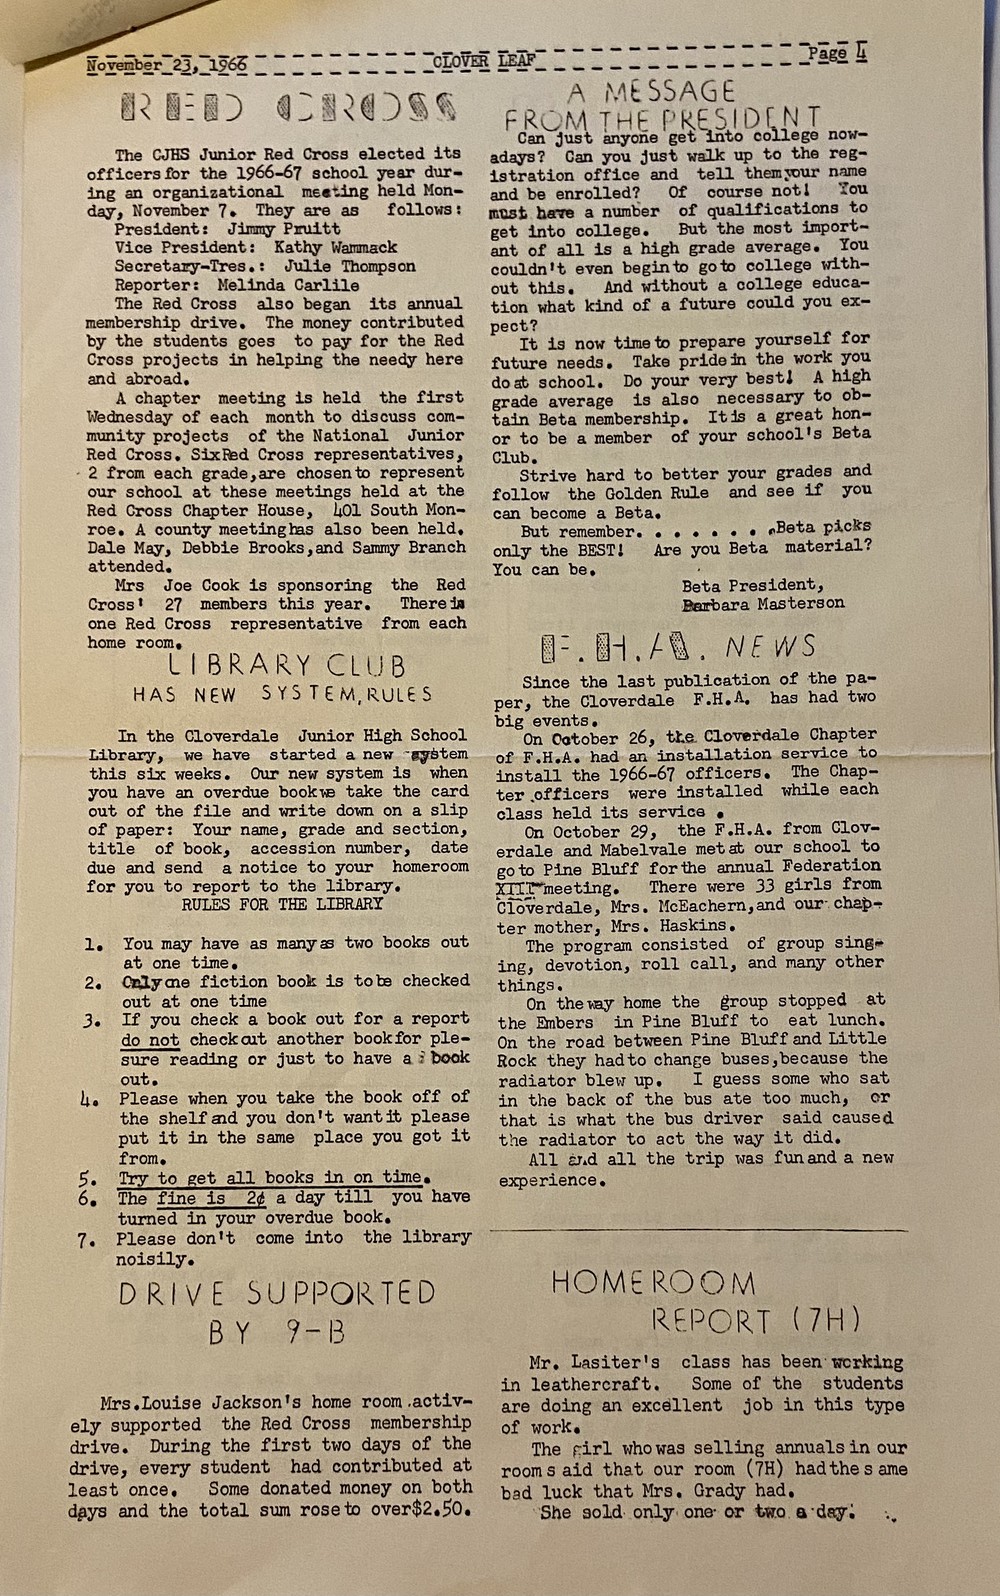 November 23, 1966 CLOVER LEAF Page 4
RED CROSS
The CJHS Junior Red Cross elected its
officers for the 1966-67 school year dur-
ing an organizational meeting held Mon-
day, November 7. They are as follows:
President: Jimmy Pruitt
Vice President: Kathy Wammack
Secretary-Tres.: Julie Thompson
Reporter: Melinda Carlile
The Red Cross also began its annual
membership drive. The money contributed
by the students goes to pay for the Red
Cross projects in helping the needy here
and abroad.
A chapter meeting is held the first
Wednesday of each month to discuss com-
munity projects of the National Junior
Red Cross. Six Red Cross representatives,
2 from each grade, are chosen to represent
our school at these meetings held at the
Red Cross Chapter House, 401 South Mon-
roe. A county meeting has also been held.
Dale May, Debbie Brooks, and Sammy Branch
attended.
Mrs Joe Cook is sponsoring the Red
Cross' 27 members this year. There is
one Red Cross representative from each
home room.
LIBRARY CLUB
HAS NEW SYSTEM, RULES
In the Cloverdale Junior High School
Library, we have started a new system
this six weeks. Our new system is when
you have an overdue book we take the card
out of the file and write down on a slip
of paper: Your name, grade and section,
title of book, accession number, date
due and send a notice to your homeroom
for you to report to the library.
RULES FOR THE LIBRARY
1. You may have as many as two books out
at one time.
2. Only one fiction book is to be checked
out at one time
3. If you check a book out for a report
do not check out another book for ple-
sure reading or just to have a book
out.
4. Please when you take the book off of
the shelf and you don't want it please
put it in the same place you got it
from.
5. Try to get all books in on time.
6. The fine is 2¢ a day till you have
turned in your overdue book.
7. Please don't come into the library
noisily.
DRIVE SUPPORTED
BY 9-B
Mrs. Louise Jackson's home room activ-
ely supported the Red Cross membership
drive. During the first two days of the
drive, every student had contributed at
least once. Some donated money on both
days and the total sum rose to over $2.50.
A MESSAGE
FROM THE PRESIDENT
Can just anyone get into college now-
adays? Can you just walk up to the reg-
istration office and tell them your name
and be enrolled? Of course not! You
must have a number of qualifications to
get into college. But the most import-
ant of all is a high grade average. You
couldn't even begin to go to college with-
out this. And without a college educa-
tion what kind of a future could you ex-
pect?
It is now time to prepare yourself for
future needs. Take pride in the work you
do at school. Do your very best! A high
grade average is also necessary to ob-
tain Beta membership. It is a great hon-
or to be a member of your school's Beta
Club.
Strive hard to better your grades and
follow the Golden Rule and see if you
can become a Beta.
But remember. . . . . . . .Beta picks
only the BEST! Are you Beta material?
You can be.
Beta President,
Barbara Masterson
F.H.A. NEWS
Since the last publication of the pa-
per, the Cloverdale F.H.A. has had two
big events.
On October 26, the Cloverdale Chapter
of F.H.A. had an installation service to
install the 1966-67 officers. The Chap-
ter officers were installed while each
class held its service .
On October 29, the F.H.A. from Clov-
erdale and Mabelvale met at our school to
go to Pine Bluff for the annual Federation
XIII meeting. There were 33 girls from
Cloverdale, Mrs. McEachern, and our chap-
ter mother, Mrs. Haskins.
The program consisted of group sing-
ing, devotion, roll call, and many other
things.
On the way home the group stopped at
the Embers in Pine Bluff to eat lunch.
On the road between Pine Bluff and Little
Rock they had to change buses, because the
radiator blew up. I guess some who sat
in the back of the bus ate too much, or
that is what the bus driver said caused
the radiator to act the way it did.
All and all the trip was fun and a new
experience.
HOMEROOM
REPORT (7H)
Mr. Lasiter's class has been working
in leathercraft. Some of the students
are doing an excellent job in this type
of work.
The girl who was selling annuals in our
room said that our room (7H) had the same
bad luck that Mrs. Grady had.
She sold only one or two a day.